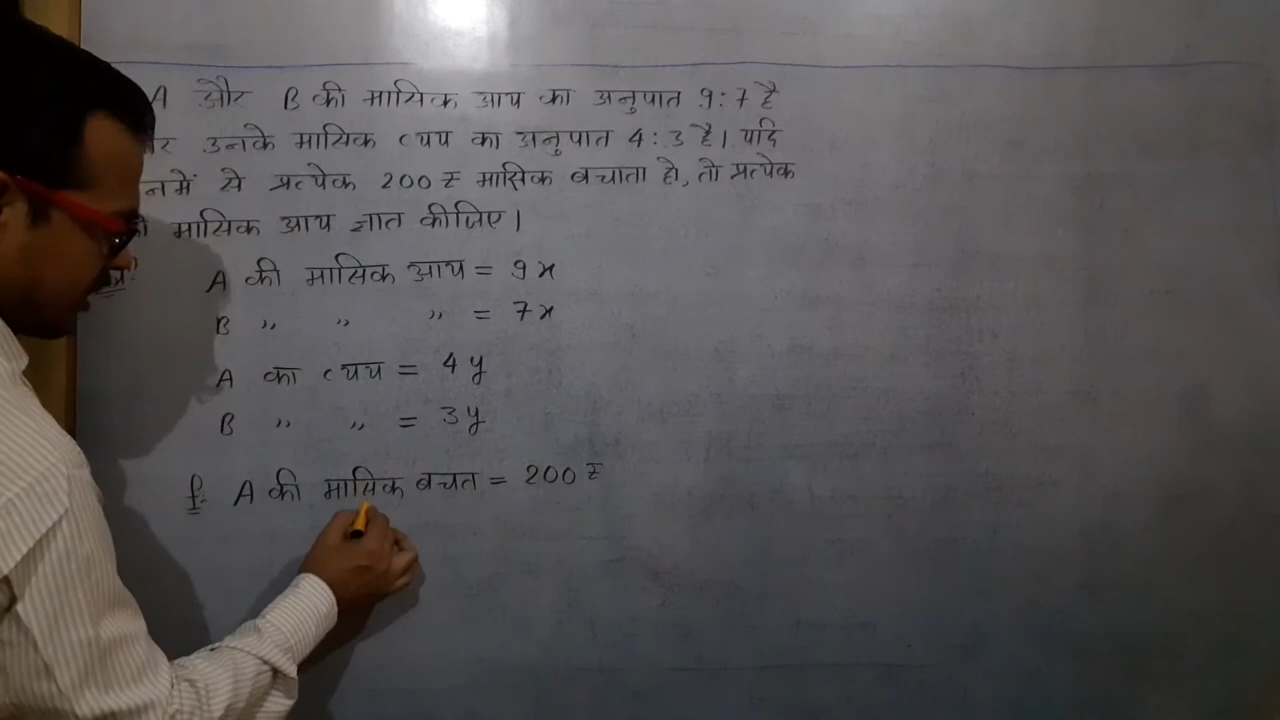 A और B की मासिक आय का अनुपात 9:7 है
उनके मासिक व्यय का अनुपात 4:3 है। यदि
से प्रत्येक 200 ₹ मासिक बचाता हो, तो प्रत्येक
मासिक आय ज्ञात कीजिए।
A की मासिक आय = 9x
B ,, ,, ,, = 7x
A का व्यय = 4y
B ,, ,, = 3y
A की मासिक बचत = 200 ₹